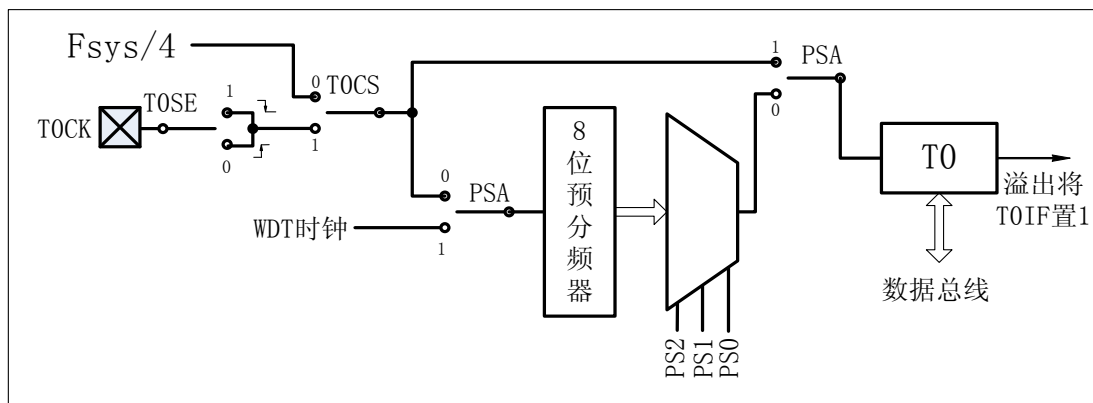 Fsys/4
T0CK
T0SE
1
0
0
T0CS
1
0
PSA
1
WDT时钟
8位预分频器
PS2
PS1
PS0
1
PSA
0
T0
溢出将
T0IF置1
数据总线